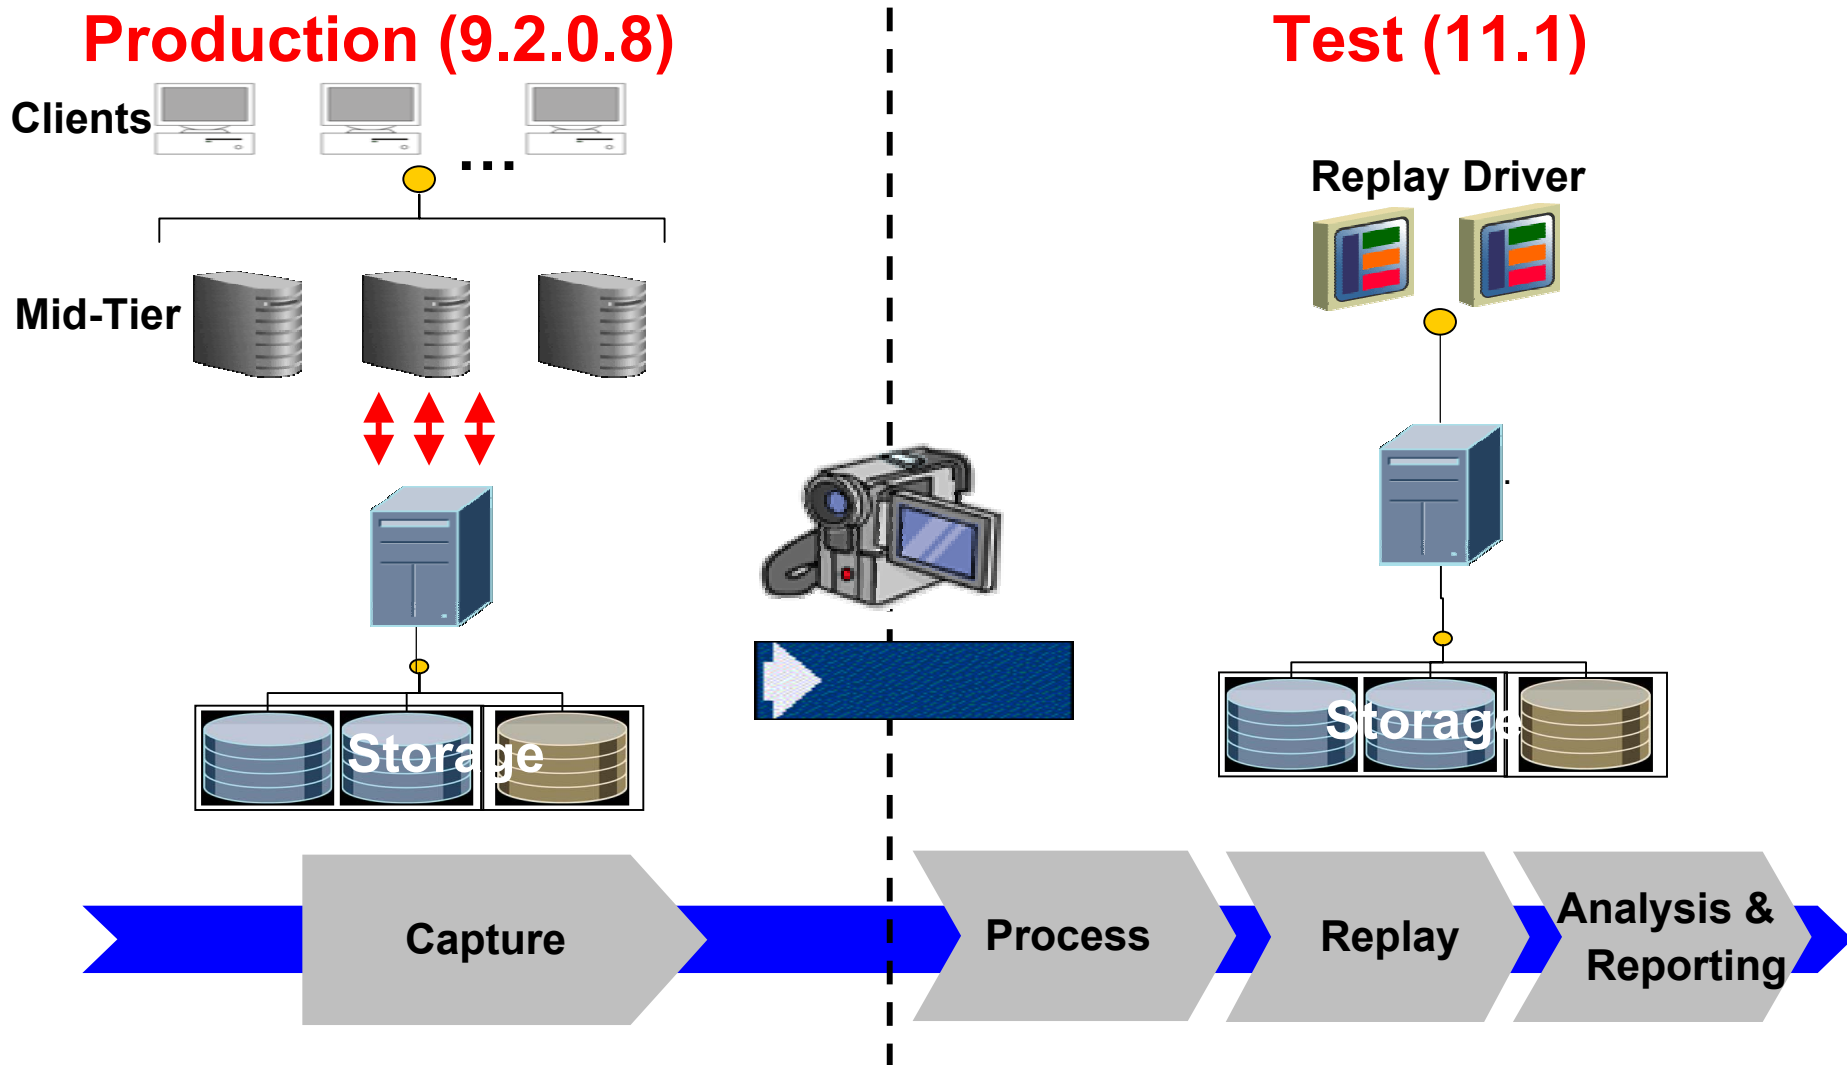 Production (9.2.0.8)
Test (11.1)
Clients
...
Replay Driver
Mid-Tier
.
Storage
Storage
Capture
Process
Replay
Analysis &
Reporting